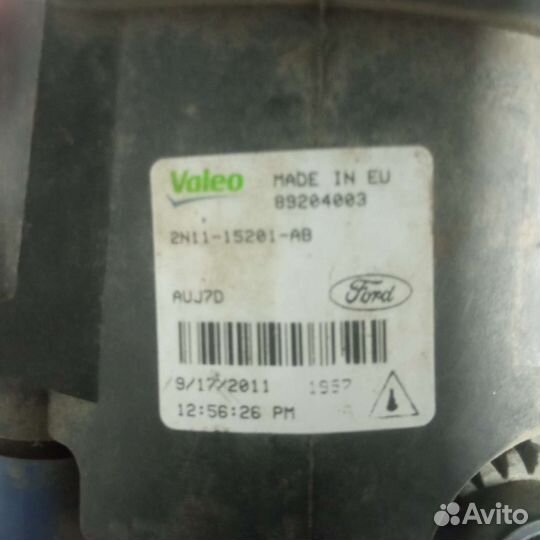 Valeo MADE IN EU
89204003
2N11-15201-AB
AUJ7D Ford
9/17/2011 1957
12:56:26 PM
Avito